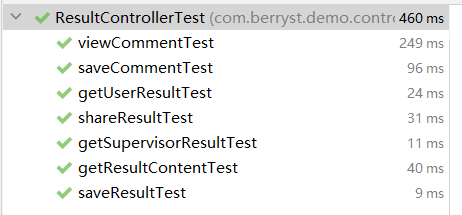 ResultControllerTest (com.berryst.demo.contro 460 ms
viewCommentTest 249 ms
saveCommentTest 96 ms
getUserResultTest 24 ms
shareResultTest 31 ms
getSupervisorResultTest 11 ms
getResultContentTest 40 ms
saveResultTest 9 ms